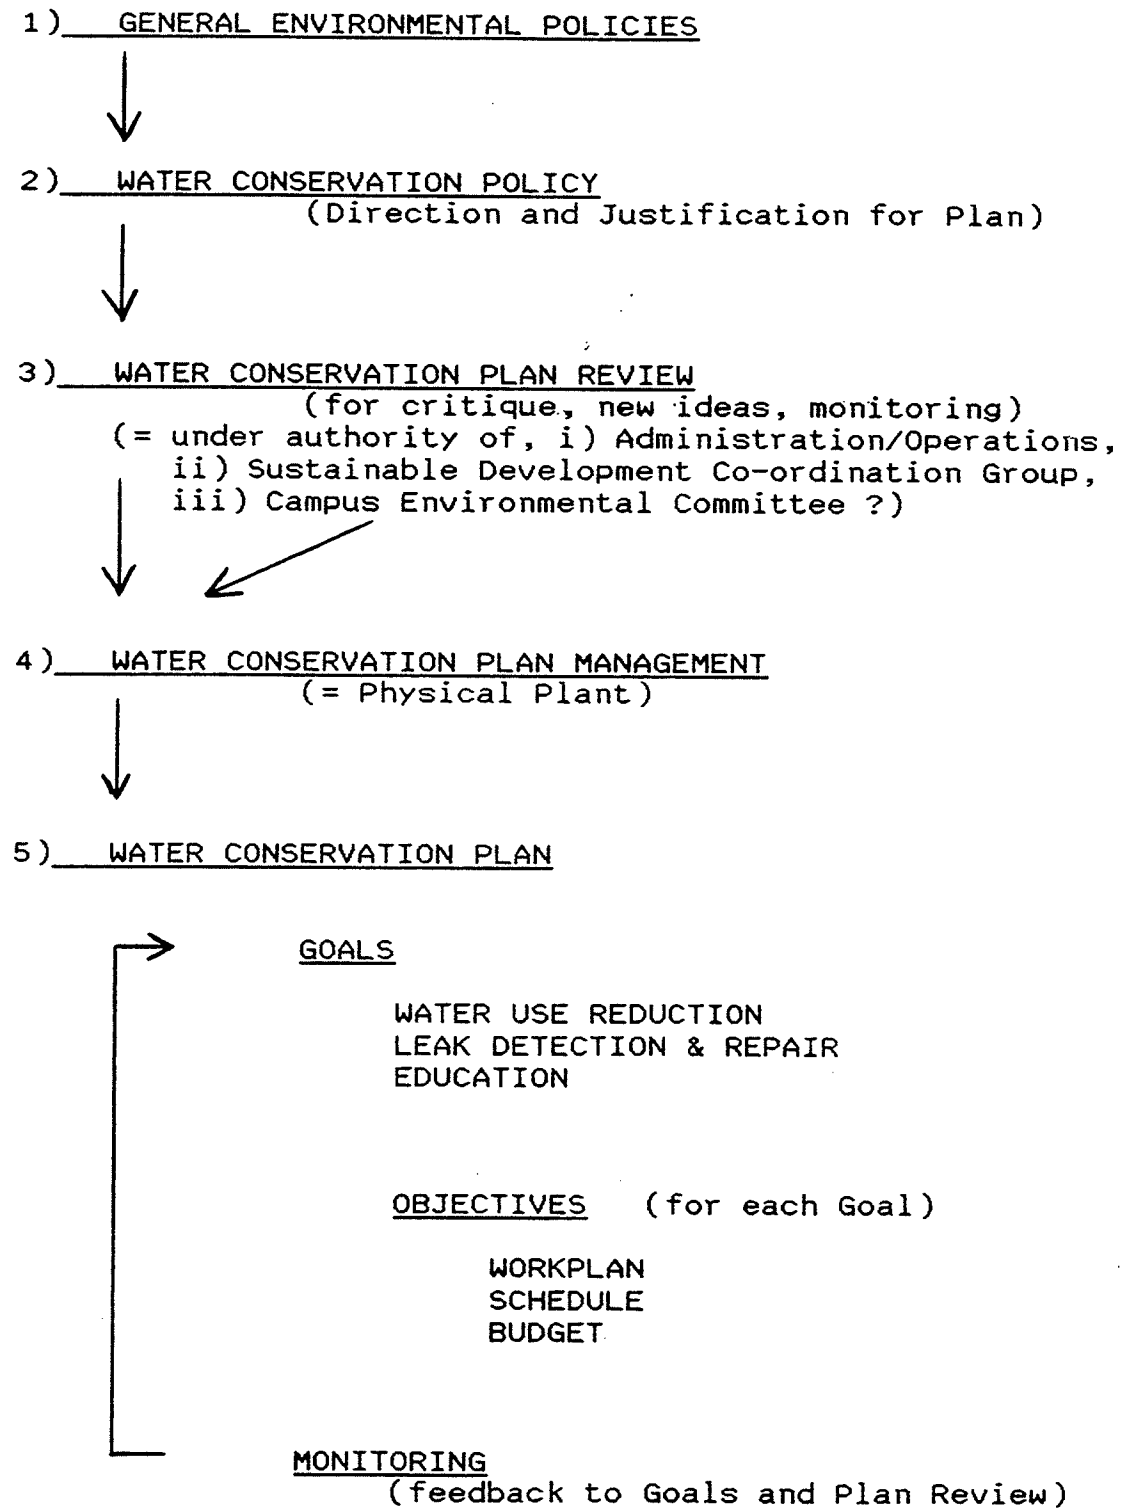 1) GENERAL ENVIRONMENTAL POLICIES
2) WATER CONSERVATION POLICY
(Direction and Justification for Plan)
3) WATER CONSERVATION PLAN REVIEW
(for critique, new ideas, monitoring)
(= under authority of, i) Administration/Operations,
ii) Sustainable Development Co-ordination Group,
iii) Campus Environmental Committee ?)
4) WATER CONSERVATION PLAN MANAGEMENT
(= Physical Plant)
5) WATER CONSERVATION PLAN
GOALS
WATER USE REDUCTION
LEAK DETECTION & REPAIR
EDUCATION
OBJECTIVES (for each Goal)
WORKPLAN
SCHEDULE
BUDGET
MONITORING
(feedback to Goals and Plan Review)